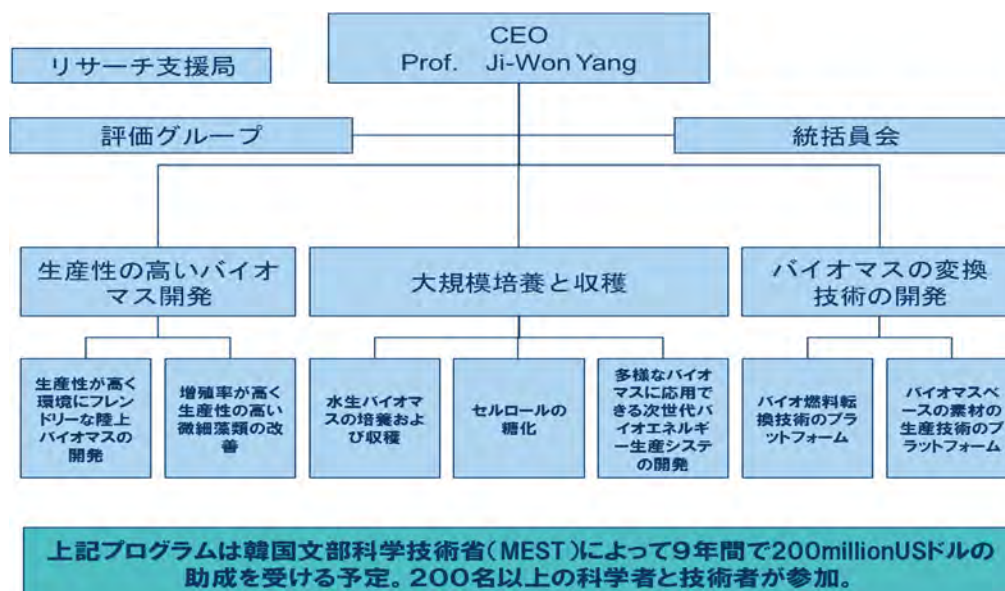 CEO
Prof. Ji-Won Yang
リサーチ支援局
評価グループ
統括員会
生産性の高いバイオ
マス開発
大規模培養と収穫
バイオマスの変換
技術の開発
生産性が高く
環境にフレン
ドリーな陸上
バイオマスの
開発
増殖率が高く
生産性の高い
微細藻類の改
善
水生バイオマ
スの培養およ
び収穫
セルロールの
糖化
多様なバイオ
マスに応用で
きる次世代バ
イオエネルギ
ー生産システ
の開発
バイオ燃料転
換技術のプラ
ットフォーム
バイオマスベ
ースの素材の
生産技術のプ
ラットフォーム
上記プログラムは韓国文部科学技術省(MEST)によって9年間で200millionUSドルの
助成を受ける予定。200名以上の科学者と技術者が参加。